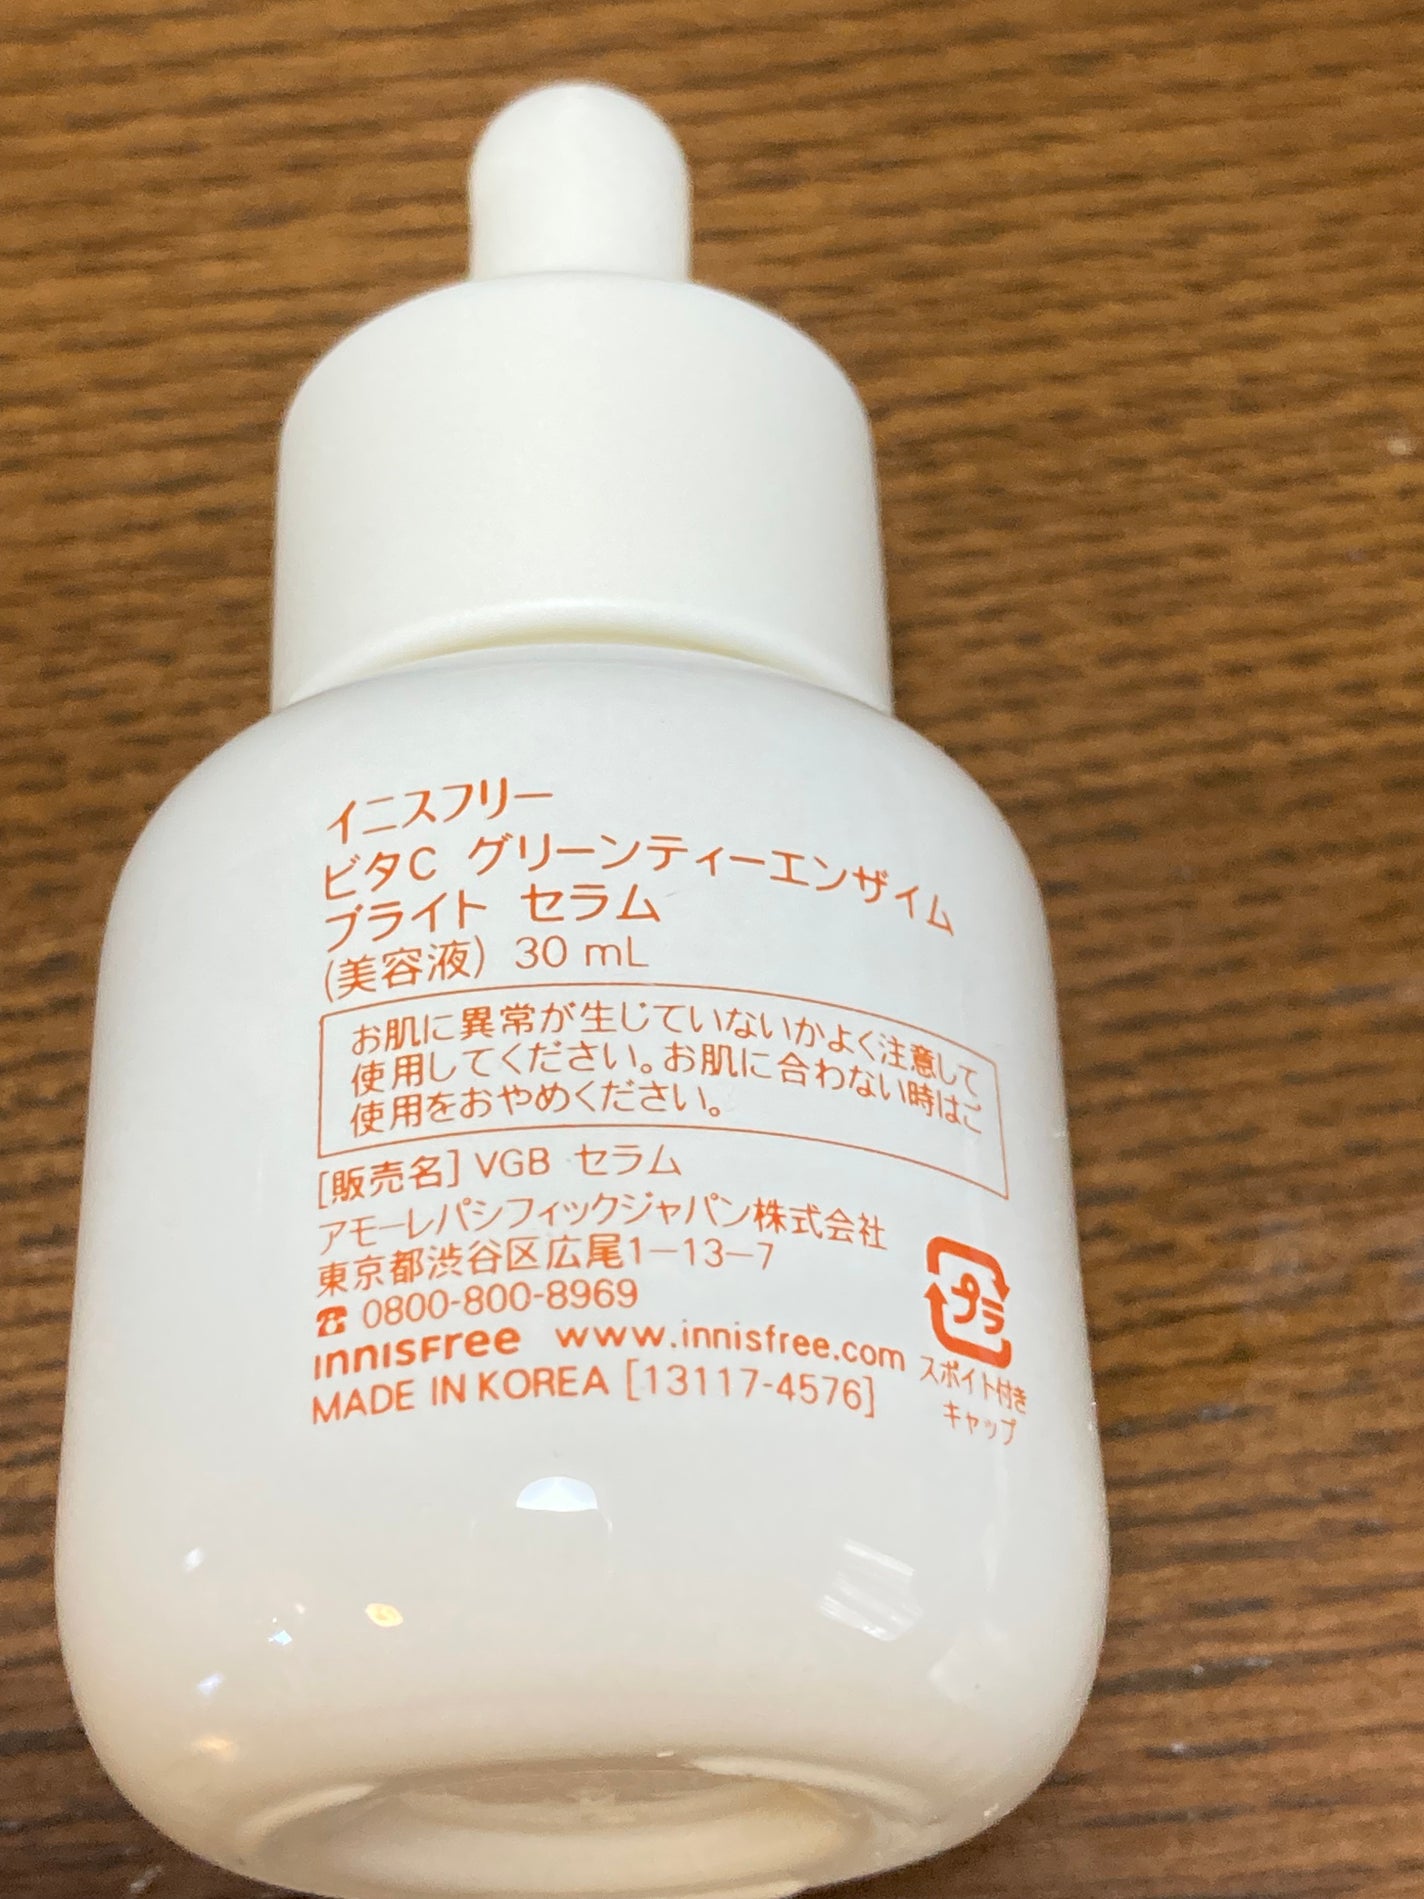 イニスフリー
ビタC グリーンティーエンザイム
ブライト セラム
(美容液) 30 mL
お肌に異常が生じていないかよく注意して
使用してください。お肌に合わない時はご
使用をおやめください。
[販売名] VGB セラム
アモーレパシフィックジャパン株式会社
東京都渋谷区広尾1-13-7
☎ 0800-800-8969
innisfree www.innisfree.com
MADE IN KOREA [13117-4576]
プラ
スポイト付き
キャップ